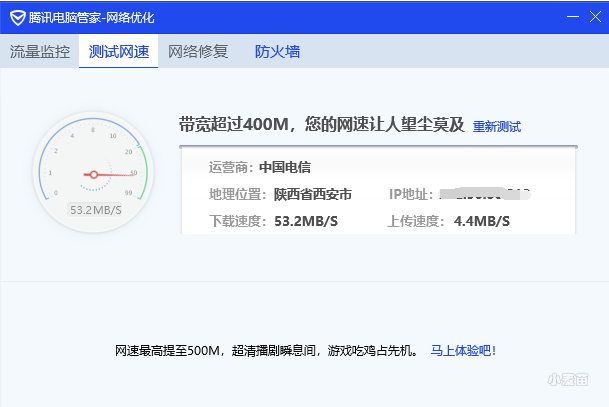 腾讯电脑管家-网络优化
流量监控 测试网速 网络修复 防火墙
带宽超过400M，您的网速让人望尘莫及 重新测试
运营商：中国电信
地理位置：陕西省西安市 IP地址：
下载速度：53.2MB/S 上传速度：4.4MB/S
0 1 2 4 8 10 20 50 99
53.2MB/S
网速最高提至500M，超清播剧瞬息间，游戏吃鸡占先机。 马上体验吧!
小麦苗